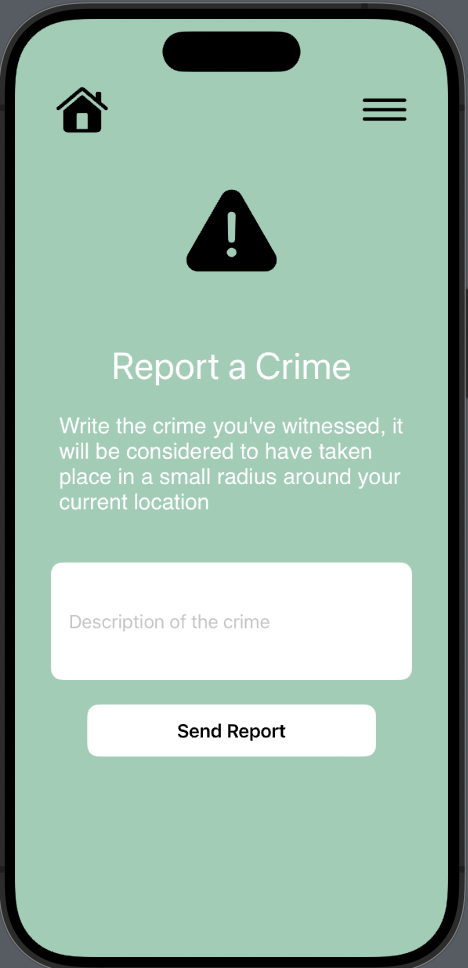 Report a Crime
Write the crime you've witnessed, it
will be considered to have taken
place in a small radius around your
current location
Description of the crime
Send Report